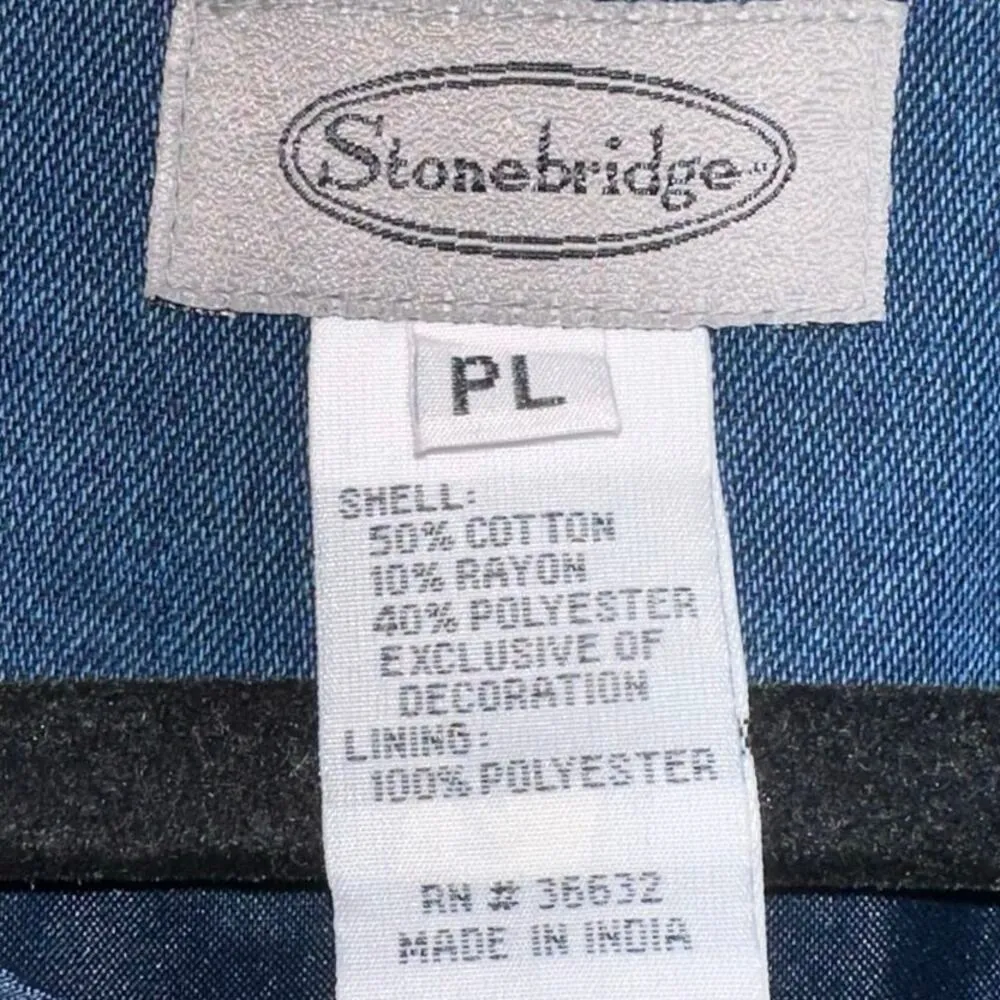 Stonebridge
PL
SHELL:
50% COTTON
10% RAYON
40% POLYESTER
EXCLUSIVE OF
DECORATION
LINING:
100% POLYESTER
RN # 36632
MADE IN INDIA